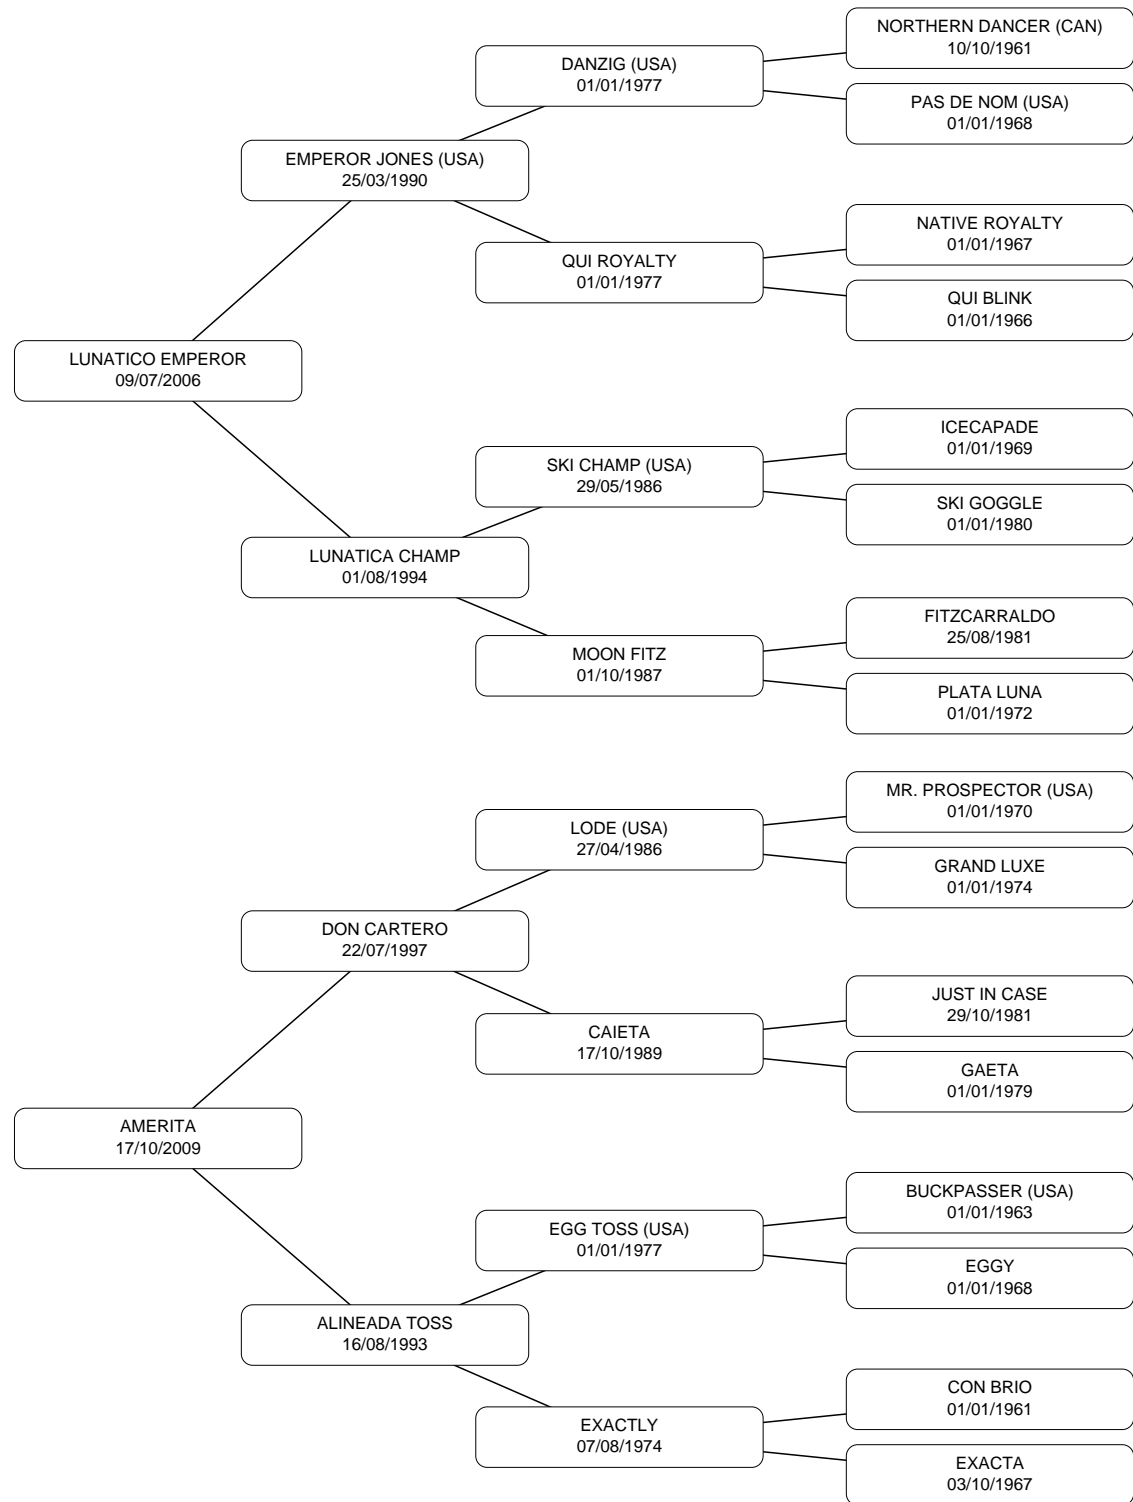 NORTHERN DANCER (CAN)
10/10/1961
DANZIG (USA)
01/01/1977
PAS DE NOM (USA)
01/01/1968
EMPEROR JONES (USA)
25/03/1990
NATIVE ROYALTY
01/01/1967
QUI ROYALTY
01/01/1977
QUI BLINK
01/01/1966
LUNATICO EMPEROR
09/07/2006
ICECAPADE
01/01/1969
SKI CHAMP (USA)
29/05/1986
SKI GOGGLE
01/01/1980
LUNATICA CHAMP
01/08/1994
FITZCARRALDO
25/08/1981
MOON FITZ
01/10/1987
PLATA LUNA
01/01/1972
MR. PROSPECTOR (USA)
01/01/1970
LODE (USA)
27/04/1986
GRAND LUXE
01/01/1974
DON CARTERO
22/07/1997
JUST IN CASE
29/10/1981
CAIETA
17/10/1989
GAETA
01/01/1979
AMERITA
17/10/2009
BUCKPASSER (USA)
01/01/1963
EGG TOSS (USA)
01/01/1977
EGGY
01/01/1968
ALINEADA TOSS
16/08/1993
CON BRIO
01/01/1961
EXACTLY
07/08/1974
EXACTA
03/10/1967